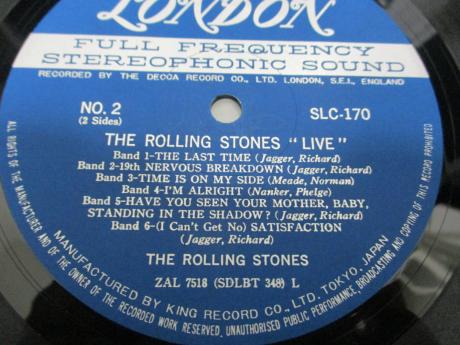 LONDON
FULL FREQUENCY
STEREOPHONIC SOUND
RECORDED BY THE DECCA RECORD CO., LTD. LONDON, S.E.I., ENGLAND
NO. 2
(2 Sides)
SLC-170
THE ROLLING STONES "LIVE"
Band 1-THE LAST TIME (Jagger, Richard)
Band 2-19th NERVOUS BREAKDOWN (Jagger, Richard)
Band 3-TIME IS ON MY SIDE (Meade, Norman)
Band 4-I'M ALRIGHT (Nanker, Phelge)
Band 5-HAVE YOU SEEN YOUR MOTHER, BABY,
STANDING IN THE SHADOW? (Jagger, Richard)
Band 6-(I Can't Get No) SATISFACTION
(Jagger, Richard)
THE ROLLING STONES
ZAL 7518 (SDLBT 348) L
MANUFACTURED BY KING RECORD CO., LTD. TOKYO, JAPAN
ALL RIGHTS OF THE MANUFACTURER AND OF THE OWNER OF THE RECORDED WORK RESERVED. UNAUTHORISED PUBLIC PERFORMANCE, BROADCASTING AND COPYING OF THIS RECORD PROHIBITED